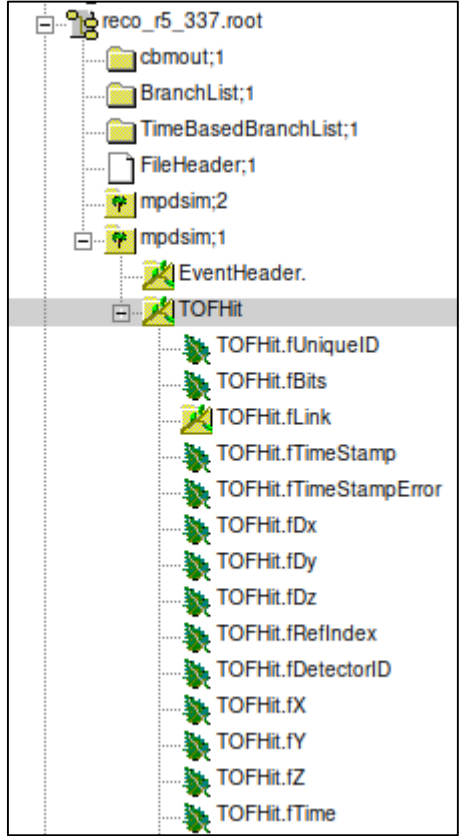 reco_r5_337.root
cbmout;1
BranchList;1
TimeBasedBranchList;1
FileHeader;1
mpdsim;2
mpdsim;1
EventHeader.
TOFHit
TOFHit.fUniqueID
TOFHit.fBits
TOFHit.fLink
TOFHit.fTimeStamp
TOFHit.fTimeStampError
TOFHit.fDx
TOFHit.fDy
TOFHit.fDz
TOFHit.fRefIndex
TOFHit.fDetectorID
TOFHit.fX
TOFHit.fY
TOFHit.fZ
TOFHit.fTime